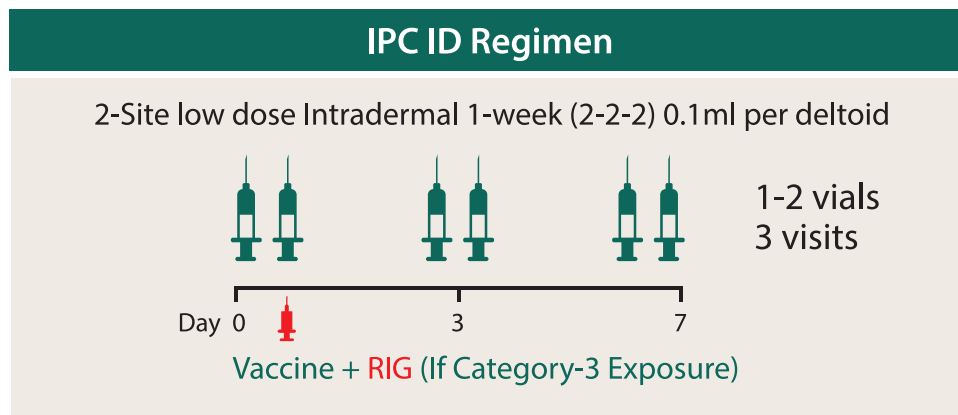 IPC ID Regimen
2-Site low dose Intradermal 1-week (2-2-2) 0.1ml per deltoid
1-2 vials
3 visits
Day 0 3 7
Vaccine + RIG (If Category-3 Exposure)